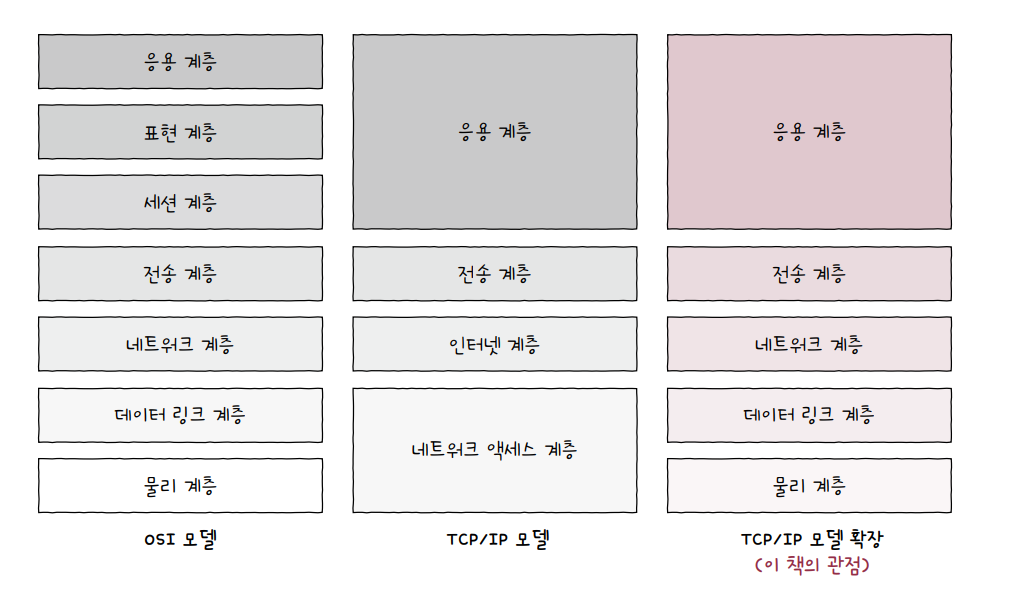 응용 계층
표현 계층
세션 계층
전송 계층
네트워크 계층
데이터 링크 계층
물리 계층
OSI 모델
응용 계층
전송 계층
인터넷 계층
네트워크 액세스 계층
TCP/IP 모델
응용 계층
전송 계층
네트워크 계층
데이터 링크 계층
물리 계층
TCP/IP 모델 확장
(이 책의 관점)